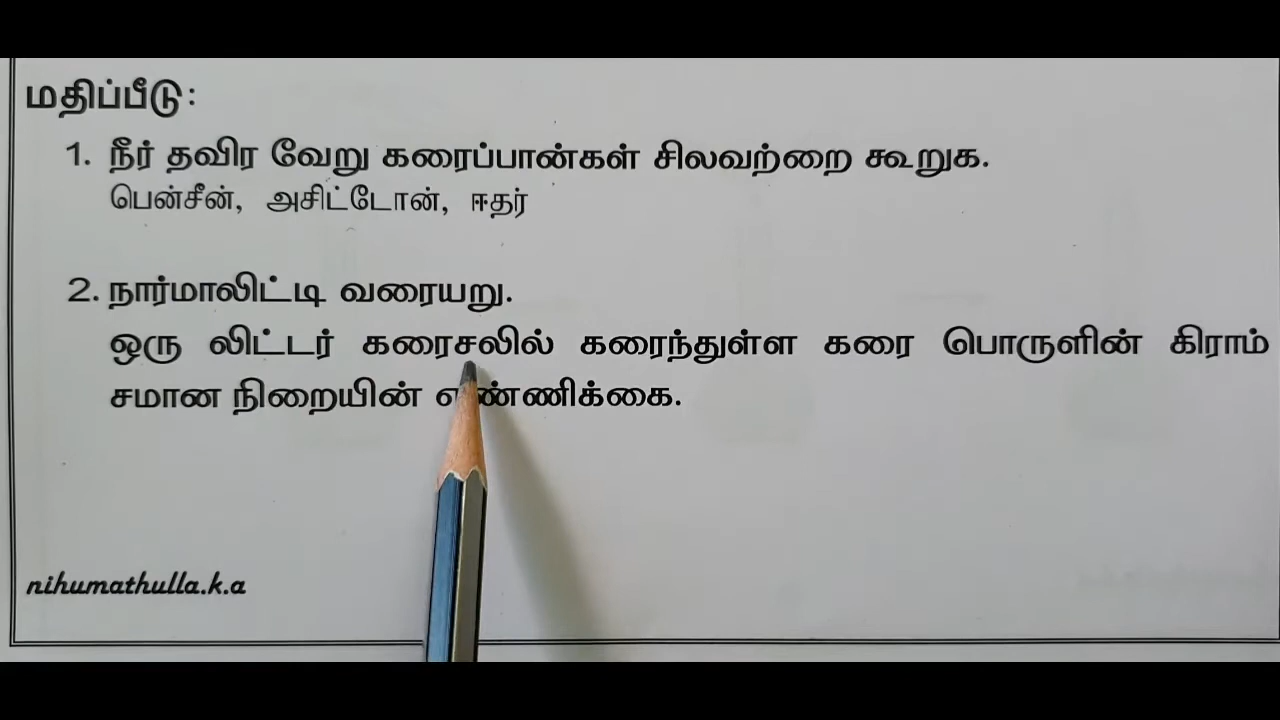 மதிப்பீடு:
1. நீர் தவிர வேறு கரைப்பான்கள் சிலவற்றை கூறுக.
பென்சீன், அசிட்டோன், ஈதர்
2. நார்மாலிட்டி வரையறு.
ஒரு லிட்டர் கரைசலில் கரைந்துள்ள கரை பொருளின் கிராம்
சமான நிறையின் எண்ணிக்கை.
nihumathulla.k.a